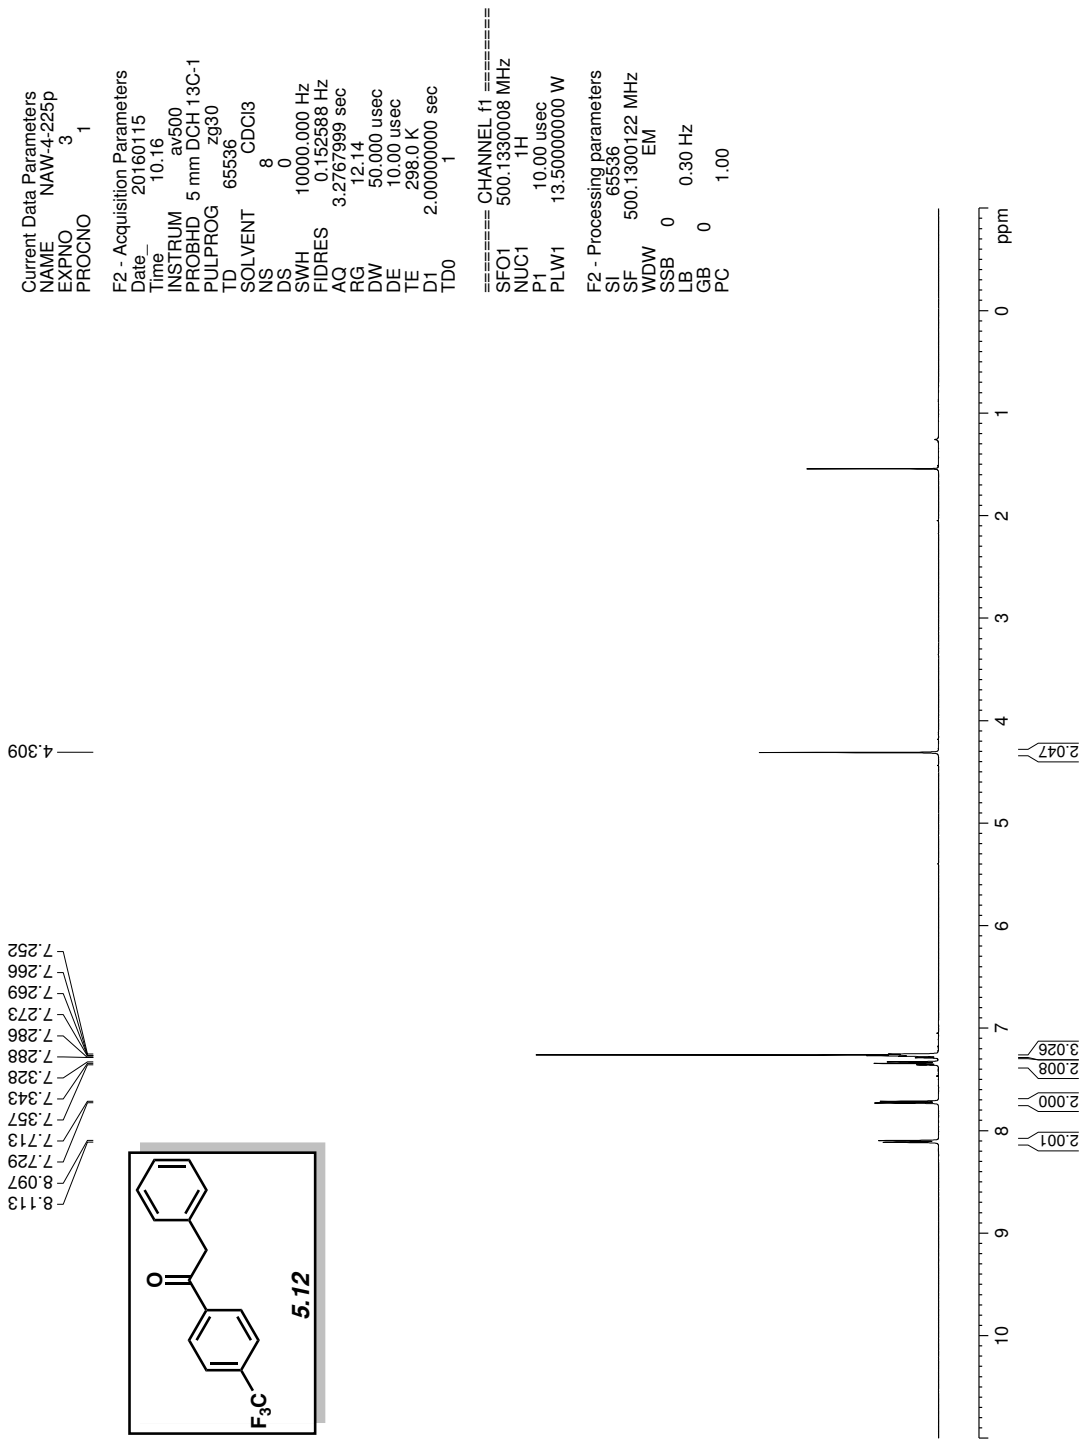 Current Data Parameters
NAME NAW-4-225p
EXPNO 3
PROCNO 1
F2 - Acquisition Parameters
Date_ 20160115
Time 10.16
INSTRUM av500
PROBHD 5 mm DCH 13C-1
PULPROG zg30
TD 65536
SOLVENT CDCl3
NS 8
DS 0
SWH 10000.000 Hz
FIDRES 0.152588 Hz
AQ 3.2767999 sec
RG 12.14
DW 50.000 usec
DE 10.00 usec
TE 298.0 K
D1 2.00000000 sec
TD0 1
======== CHANNEL f1 ========
SFO1 500.1330008 MHz
NUC1 1H
P1 10.00 usec
PLW1 13.50000000 W
F2 - Processing parameters
SI 65536
SF 500.1300122 MHz
WDW EM
SSB 0
LB 0.30 Hz
GB 0
PC 1.00
8.113
8.097
7.729
7.713
7.357
7.343
7.328
7.288
7.286
7.273
7.269
7.266
7.252
4.309
O
F3C
5.12
10 9 8 7 6 5 4 3 2 1 0 ppm
2.001
2.000
2.008
3.026
2.047